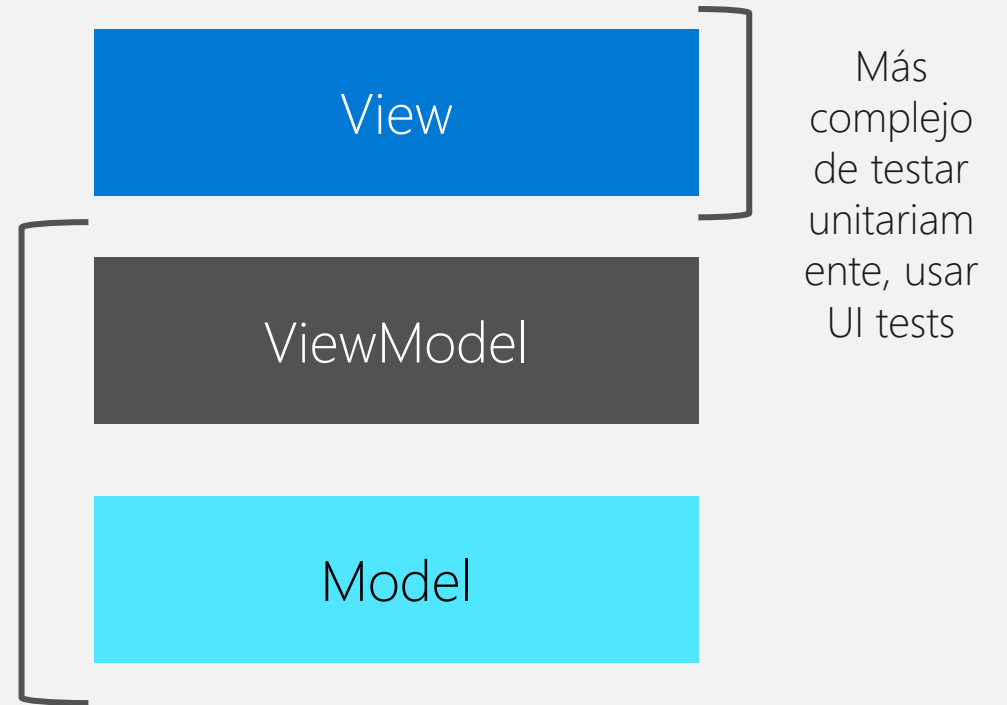 View
Más
complejo
de testar
unitariam
ente, usar
UI tests
ViewModel
Model